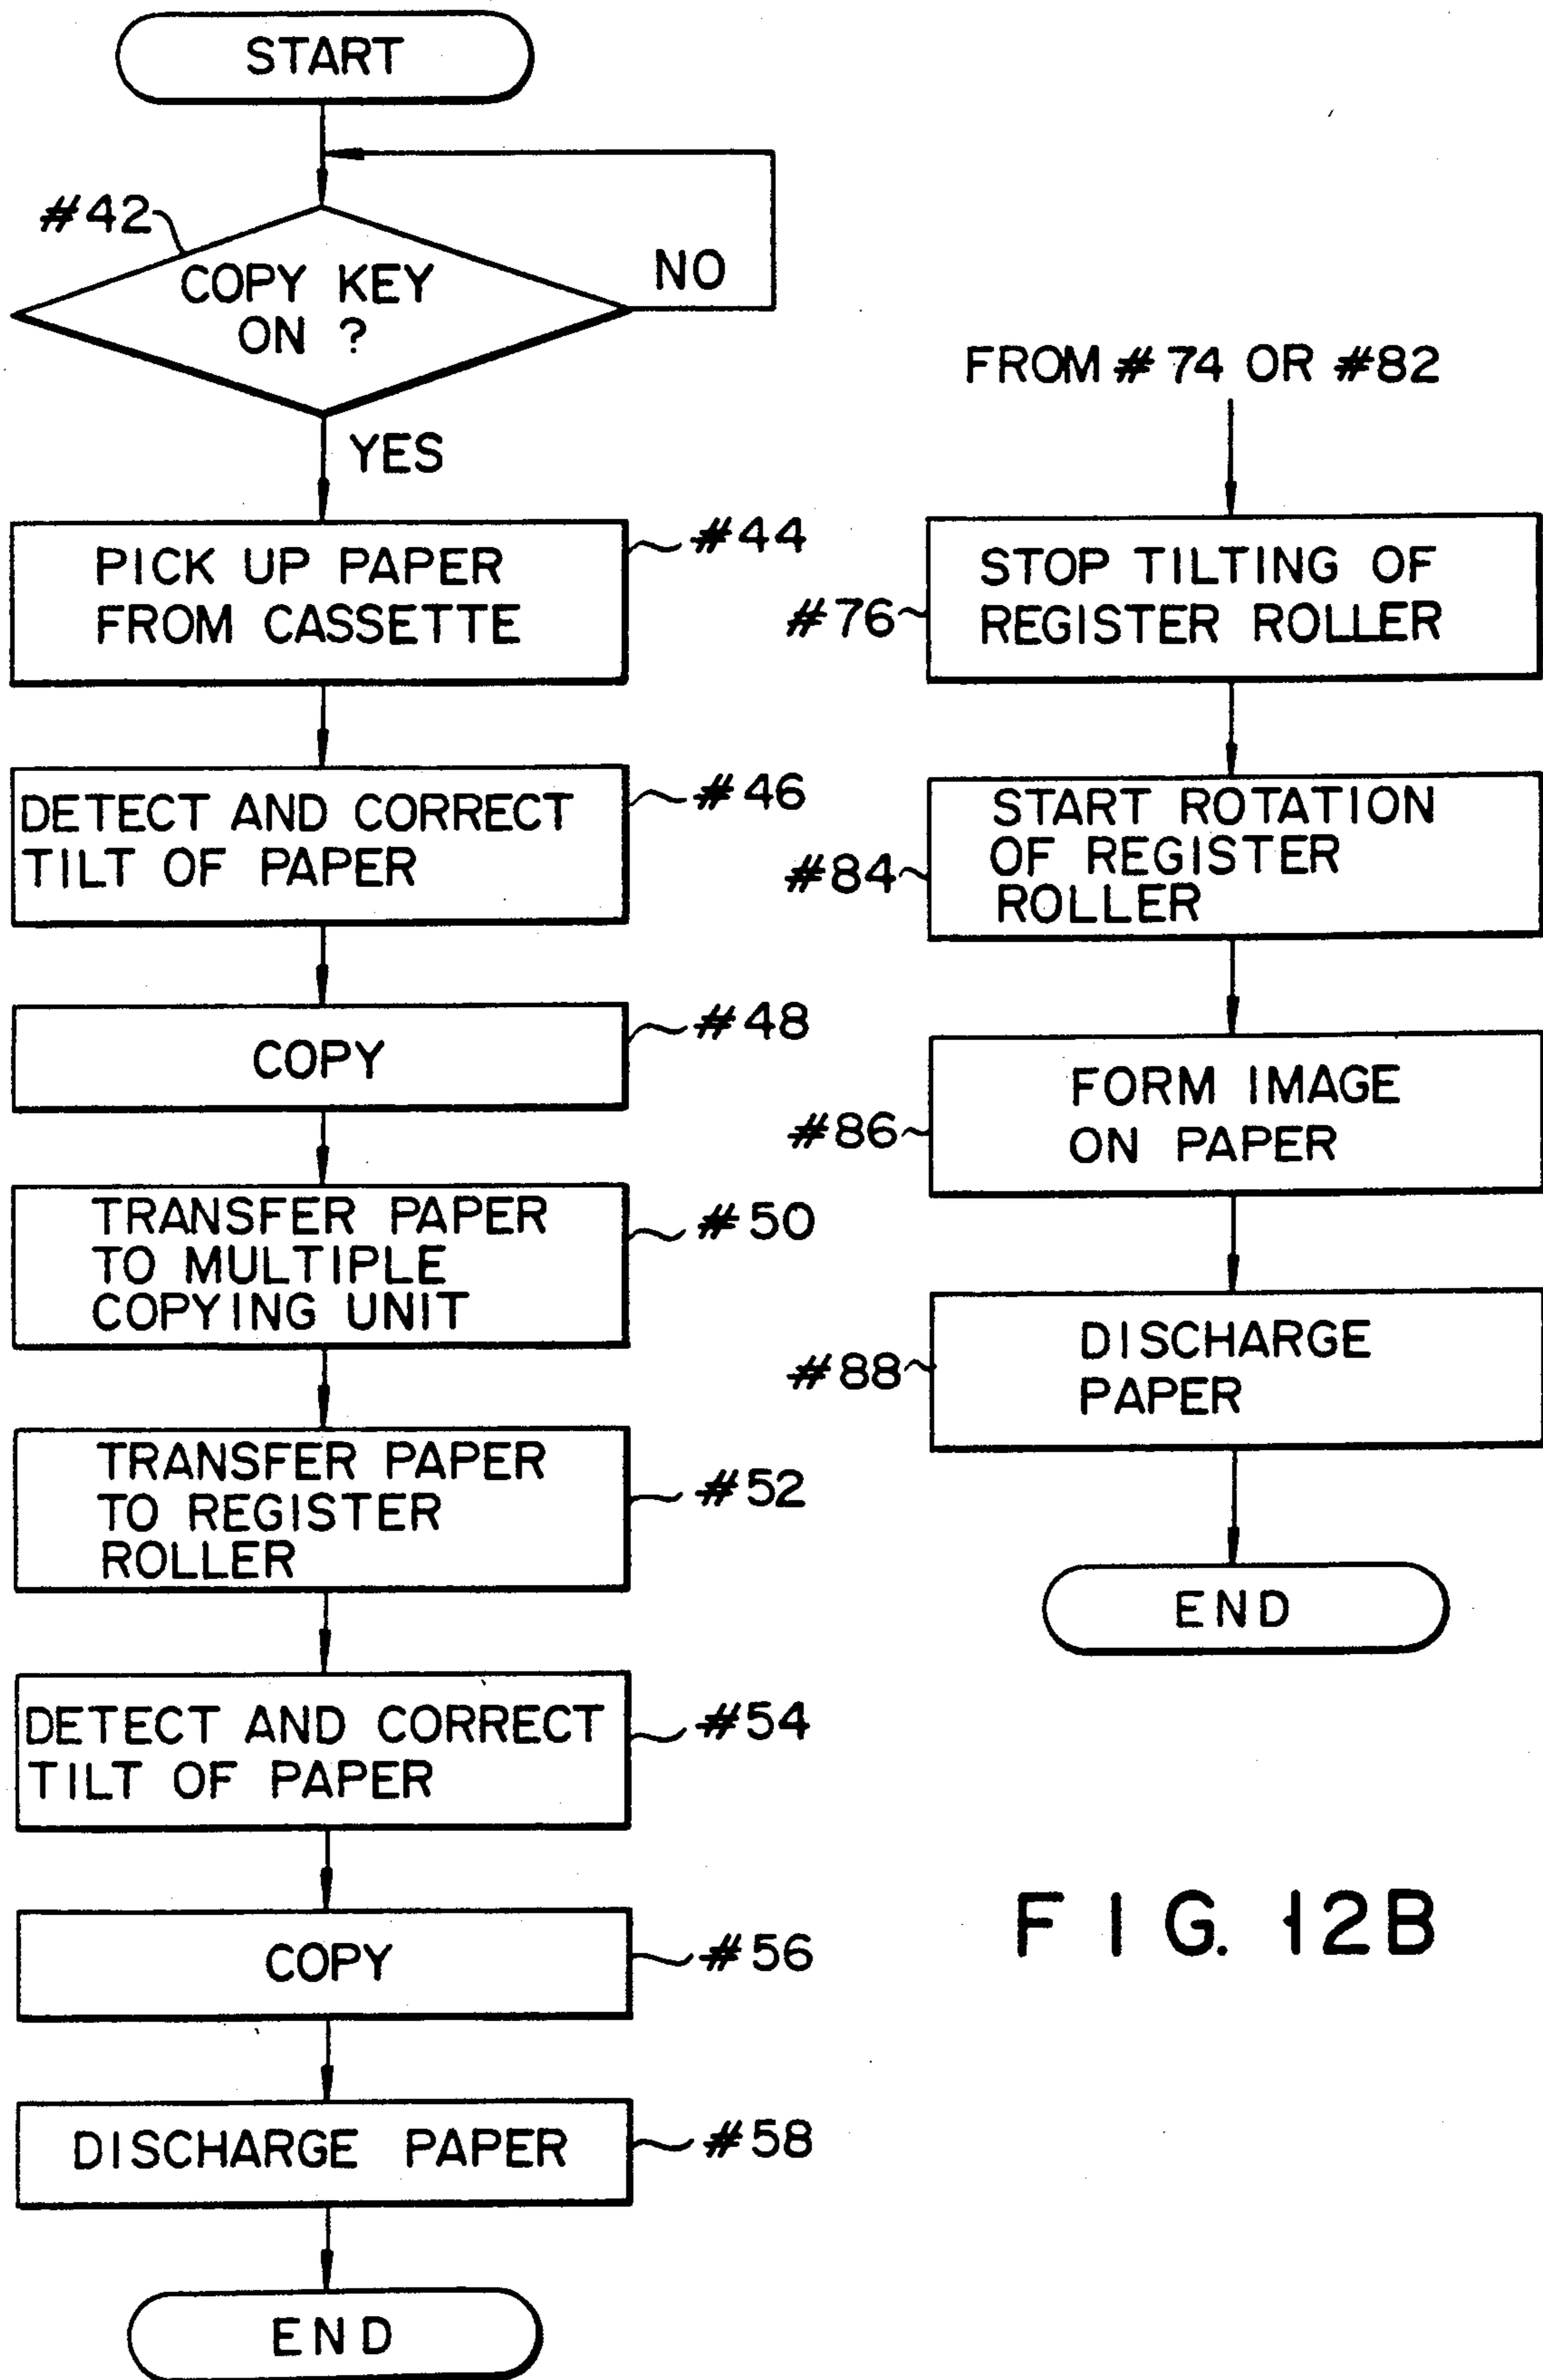 START
#42
COPY KEY
ON ?
NO
YES
PICK UP PAPER
FROM CASSETTE
#44
DETECT AND CORRECT
TILT OF PAPER
#46
COPY
#48
TRANSFER PAPER
TO MULTIPLE
COPYING UNIT
#50
TRANSFER PAPER
TO REGISTER
ROLLER
#52
DETECT AND CORRECT
TILT OF PAPER
#54
COPY
#56
DISCHARGE PAPER
#58
END
FROM #74 OR #82
STOP TILTING OF
REGISTER ROLLER
#76
START ROTATION
OF REGISTER
ROLLER
#84
FORM IMAGE
ON PAPER
#86
DISCHARGE
PAPER
#88
END
FIG. 12B